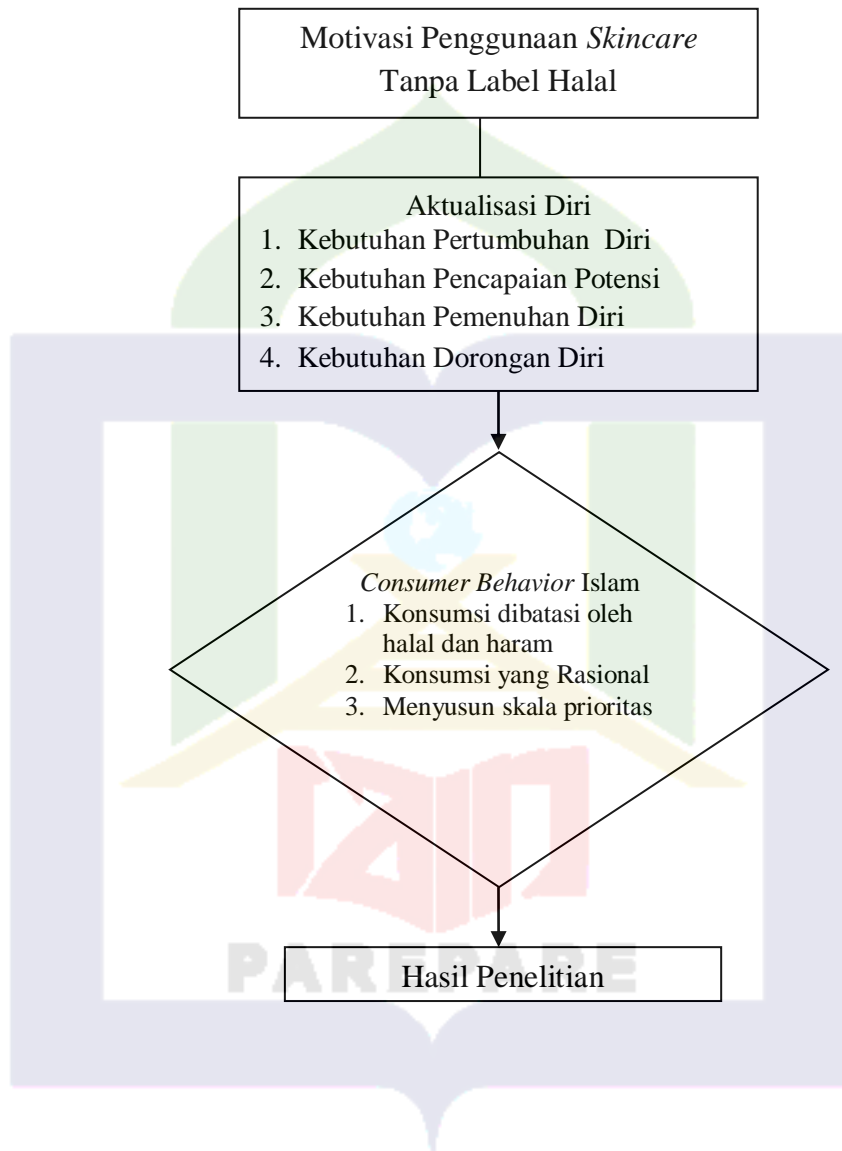 Motivasi Penggunaan Skincare
Tanpa Label Halal
Aktualisasi Diri
1. Kebutuhan Pertumbuhan Diri
2. Kebutuhan Pencapaian Potensi
3. Kebutuhan Pemenuhan Diri
4. Kebutuhan Dorongan Diri
Consumer Behavior Islam
1. Konsumsi dibatasi oleh
halal dan haram
2. Konsumsi yang Rasional
3. Menyusun skala prioritas
iain
PAREPARE
Hasil Penelitian